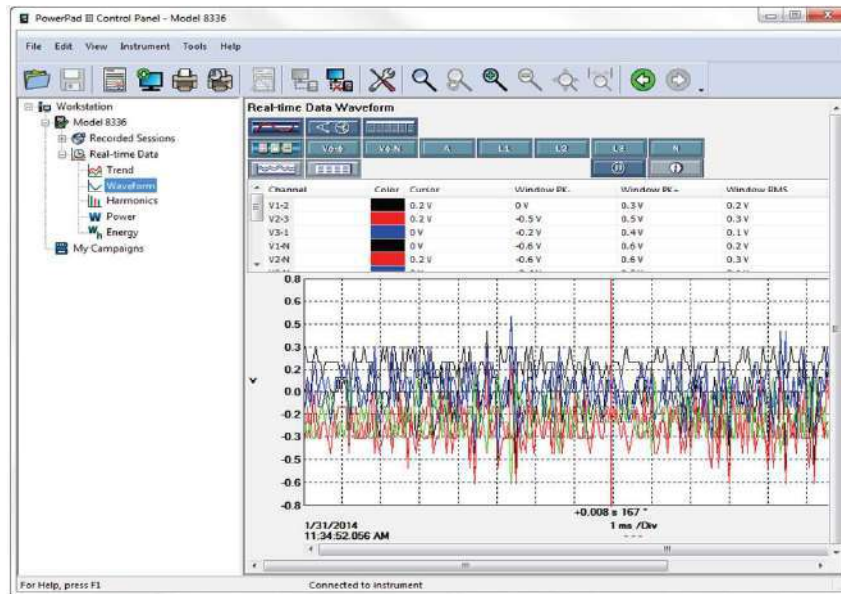 PowerPad III Control Panel - Model 8336
File Edit View Instrument Tools Help
Workstation
Model 8336
Recorded Sessions
Real-time Data
Trend
Waveform
Harmonics
Power
Energy
My Campaigns
Real-time Data Waveform
A L1 L2 L3 N
Channel Color Cursor Window PK- Window PK+ Window RMS
V1-2 0.2 V 0 V 0.3 V 0.2 V
V2-3 0.2 V -0.5 V 0.5 V 0.3 V
V3-1 0 V -0.2 V 0.4 V 0.1 V
V1-N 0 V -0.6 V 0.6 V 0.2 V
V2-N 0.2 V -0.6 V 0.6 V 0.3 V
0.8
0.6
0.5
0.3
0.2
V
0.0
-0.2
-0.3
-0.5
-0.6
-0.8
+0.008 s 167 °
1/31/2014 1 ms /Div
11:34:52.056 AM - - -
For Help, press F1 Connected to instrument